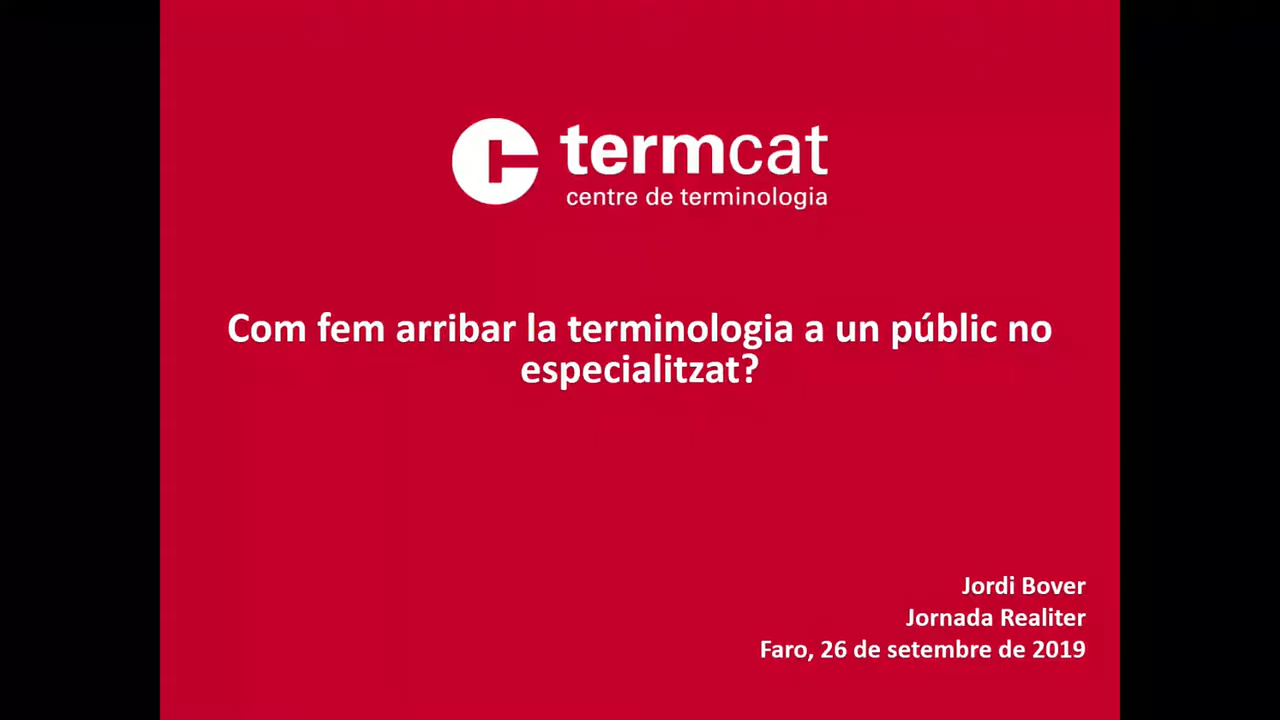 termcat
centre de terminologia
Com fem arribar la terminologia a un públic no
especialitzat?
Jordi Bover
Jornada Realiter
Faro, 26 de setembre de 2019